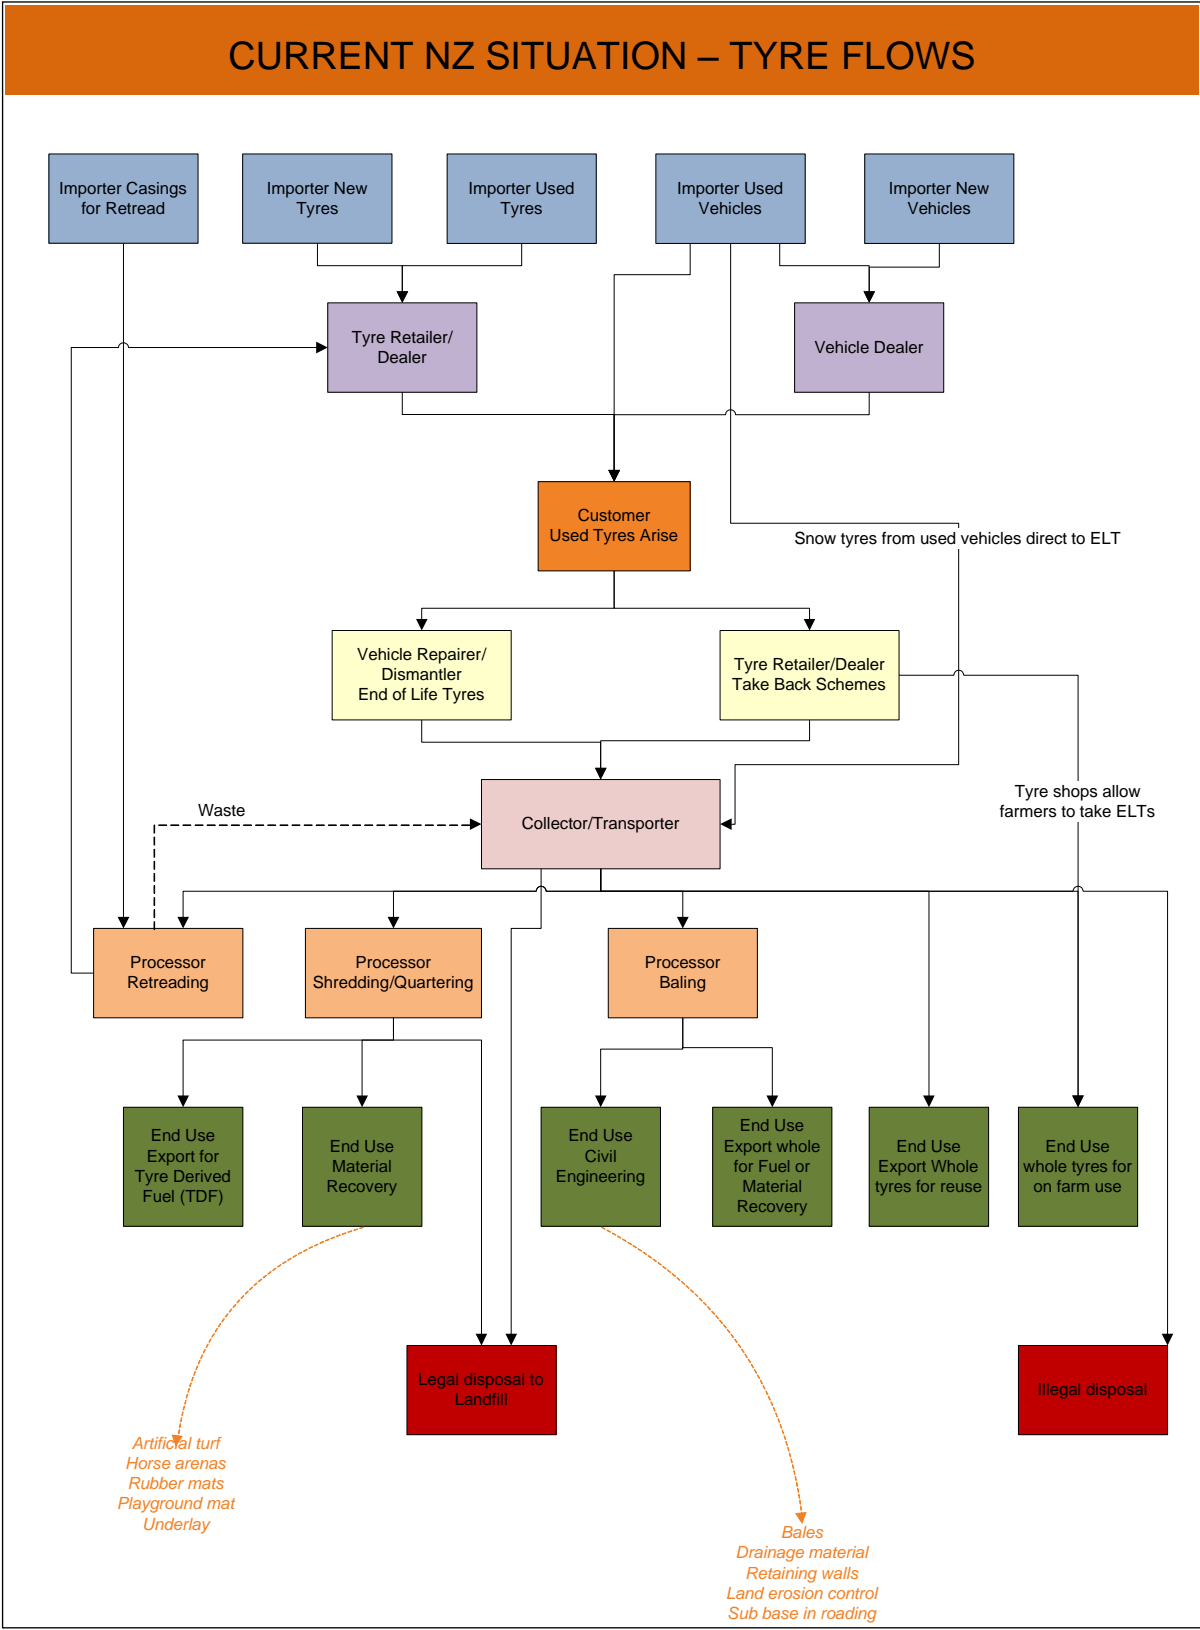 CURRENT NZ SITUATION – TYRE FLOWS
Importer Casings
for Retread
Importer New
Tyres
Importer Used
Tyres
Importer Used
Vehicles
Importer New
Vehicles
Tyre Retailer/
Dealer
Vehicle Dealer
Customer
Used Tyres Arise
Snow tyres from used vehicles direct to ELT
Vehicle Repairer/
Dismantler
End of Life Tyres
Tyre Retailer/Dealer
Take Back Schemes
Tyre shops allow
farmers to take ELTs
Waste
Collector/Transporter
Processor
Retreading
Processor
Shredding/Quartering
Processor
Baling
End Use
Export for
Tyre Derived
Fuel (TDF)
End Use
Material
Recovery
End Use
Civil
Engineering
End Use
Export whole
for Fuel or
Material
Recovery
End Use
Export Whole
tyres for reuse
End Use
whole tyres for
on farm use
Legal disposal to
Landfill
Illegal disposal
Artificial turf
Horse arenas
Rubber mats
Playground mat
Underlay
Bales
Drainage material
Retaining walls
Land erosion control
Sub base in roading